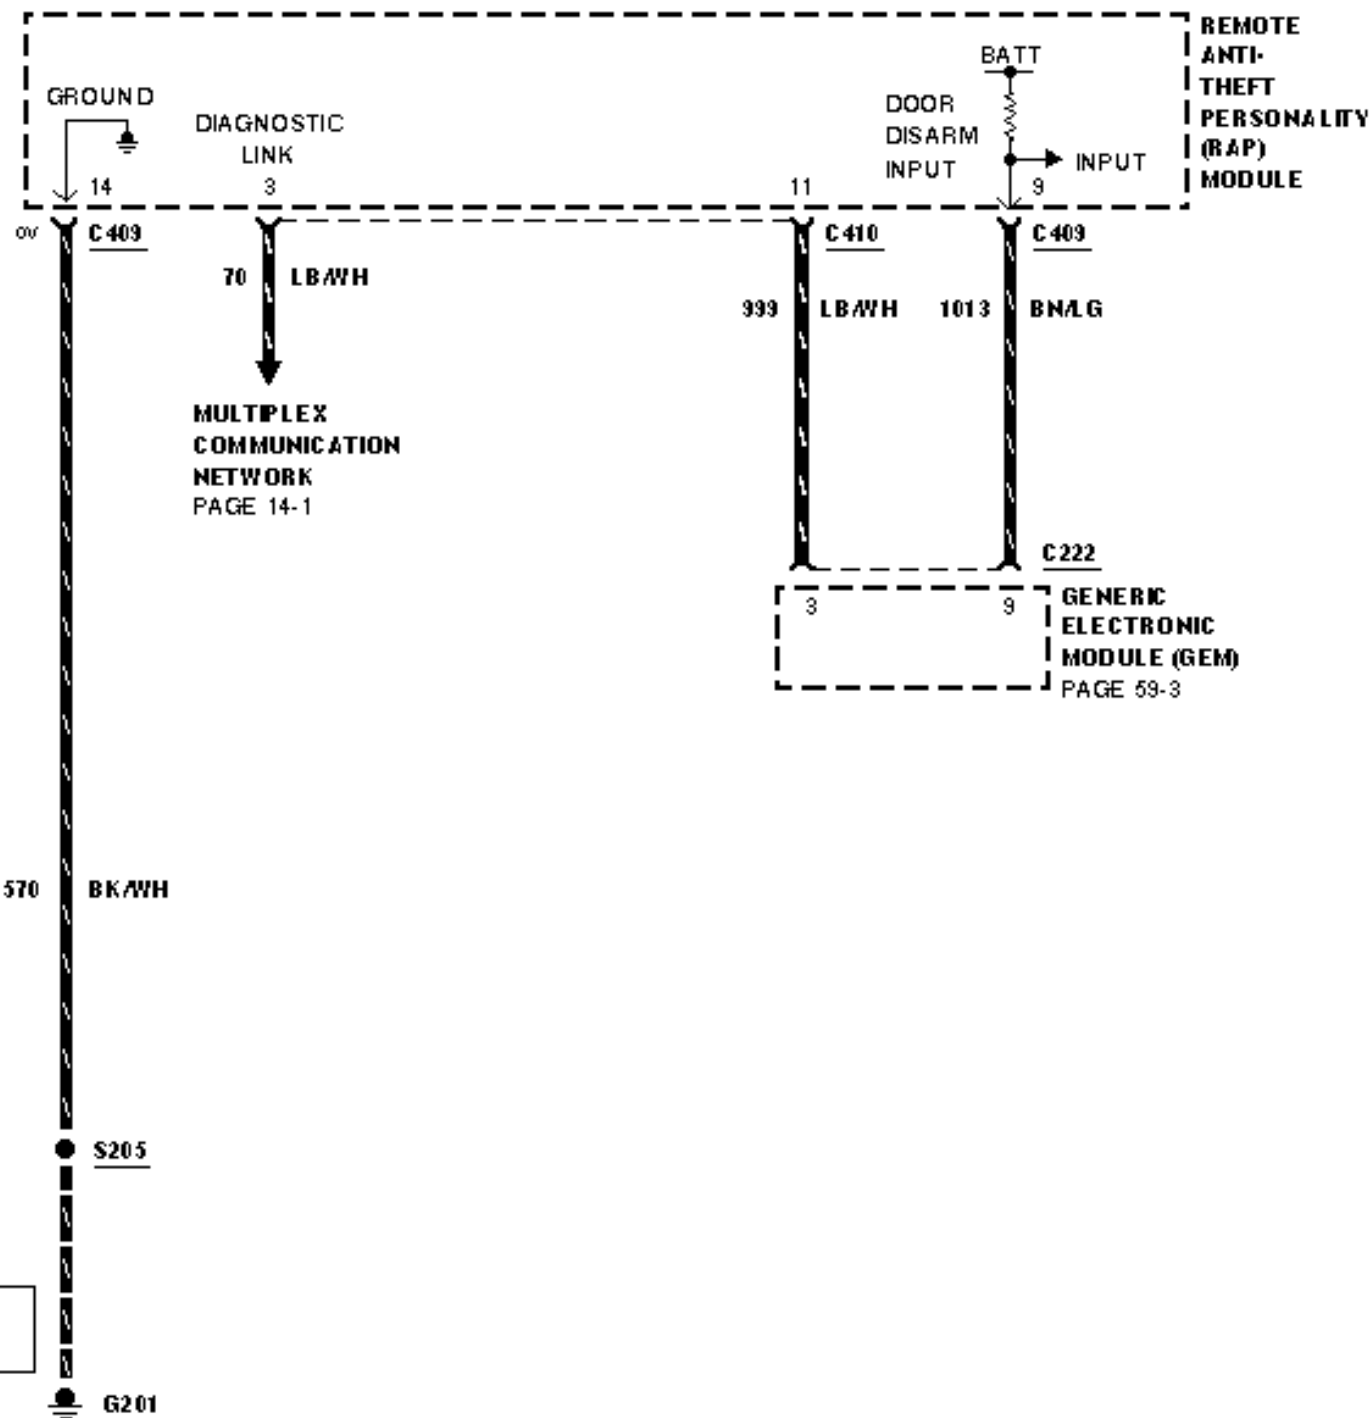 REMOTE
ANTI-
THEFT
PERSONALITY
(RAP)
MODULE
GROUND
DIAGNOSTIC
LINK
BATT
DOOR
DISARM
INPUT
INPUT
14
3
11
9
0V
C409
C410
C409
70 LB/WH
999 LB/WH
1013 BN/LG
MULTIPLEX
COMMUNICATION
NETWORK
PAGE 14-1
C222
3
9
GENERIC
ELECTRONIC
MODULE (GEM)
PAGE 59-3
570 BK/WH
S205
G201